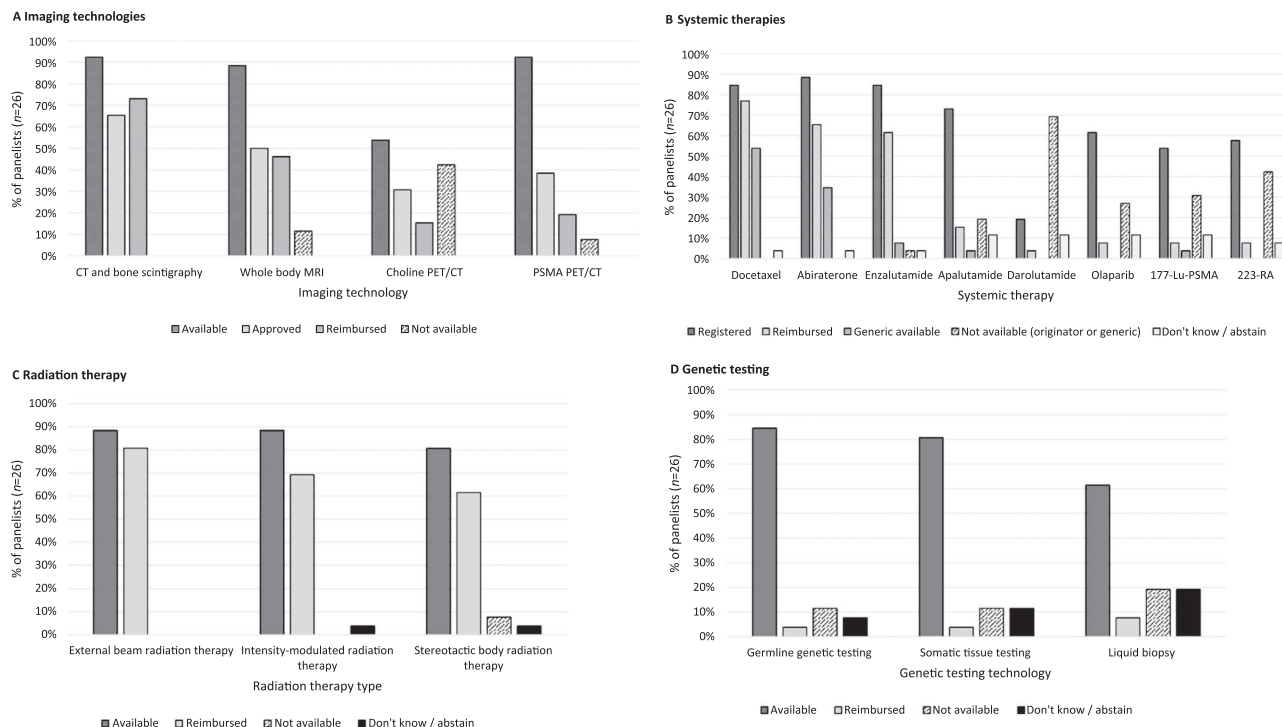 A Imaging technologies
% of panelists (n=26)
100%
90%
80%
70%
60%
50%
40%
30%
20%
10%
0%
CT and bone scintigraphy
Whole body MRI
Choline PET/CT
PSMA PET/CT
Imaging technology
Available
Approved
Reimbursed
Not available
B Systemic therapies
% of panelists (n=26)
100%
90%
80%
70%
60%
50%
40%
30%
20%
10%
0%
Docetaxel
Abiraterone
Enzalutamide
Apalutamide
Darolutamide
Olaparib
177-Lu-PSMA
223-RA
Systemic therapy
Registered
Reimbursed
Generic available
Not available (originator or generic)
Don't know / abstain
C Radiation therapy
% of panelists (n=26)
100%
90%
80%
70%
60%
50%
40%
30%
20%
10%
0%
External beam radiation therapy
Intensity-modulated radiation
therapy
Stereotactic body radiation
therapy
Radiation therapy type
Available
Reimbursed
Not available
Don't know / abstain
D Genetic testing
% of panelists (n=26)
100%
90%
80%
70%
60%
50%
40%
30%
20%
10%
0%
Germline genetic testing
Somatic tissue testing
Liquid biopsy
Genetic testing technology
Available
Reimbursed
Not available
Don't know / abstain